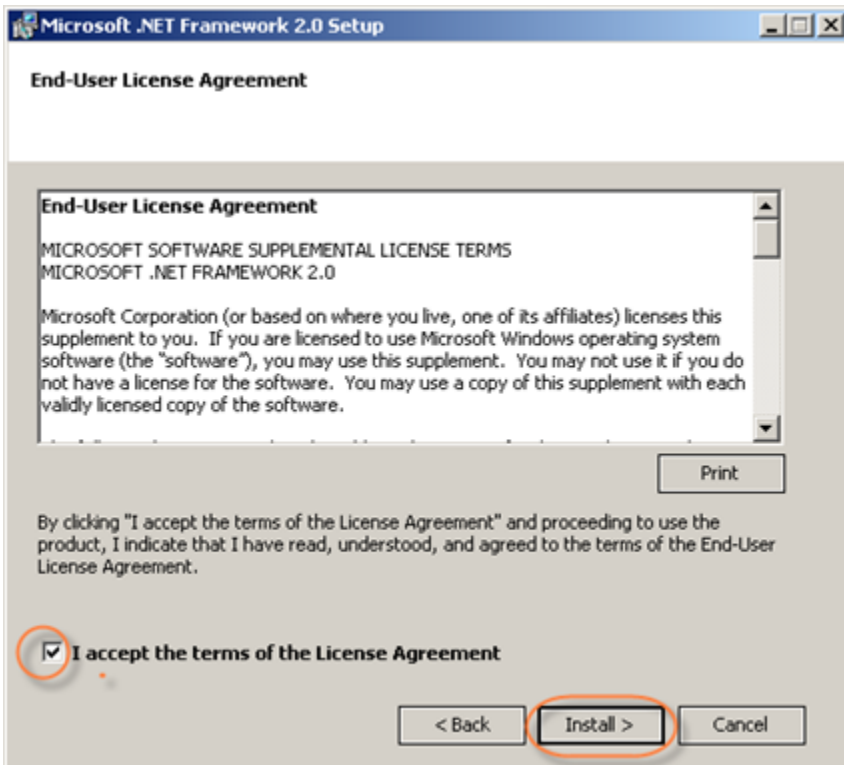 Microsoft .NET Framework 2.0 Setup
End-User License Agreement
End-User License Agreement
MICROSOFT SOFTWARE SUPPLEMENTAL LICENSE TERMS
MICROSOFT .NET FRAMEWORK 2.0
Microsoft Corporation (or based on where you live, one of its affiliates) licenses this
supplement to you.  If you are licensed to use Microsoft Windows operating system
software (the "software"), you may use this supplement.  You may not use it if you do
not have a license for the software.  You may use a copy of this supplement with each
validly licensed copy of the software.
Print
By clicking "I accept the terms of the License Agreement" and proceeding to use the
product, I indicate that I have read, understood, and agreed to the terms of the End-User
License Agreement.
I accept the terms of the License Agreement
< Back
Install >
Cancel